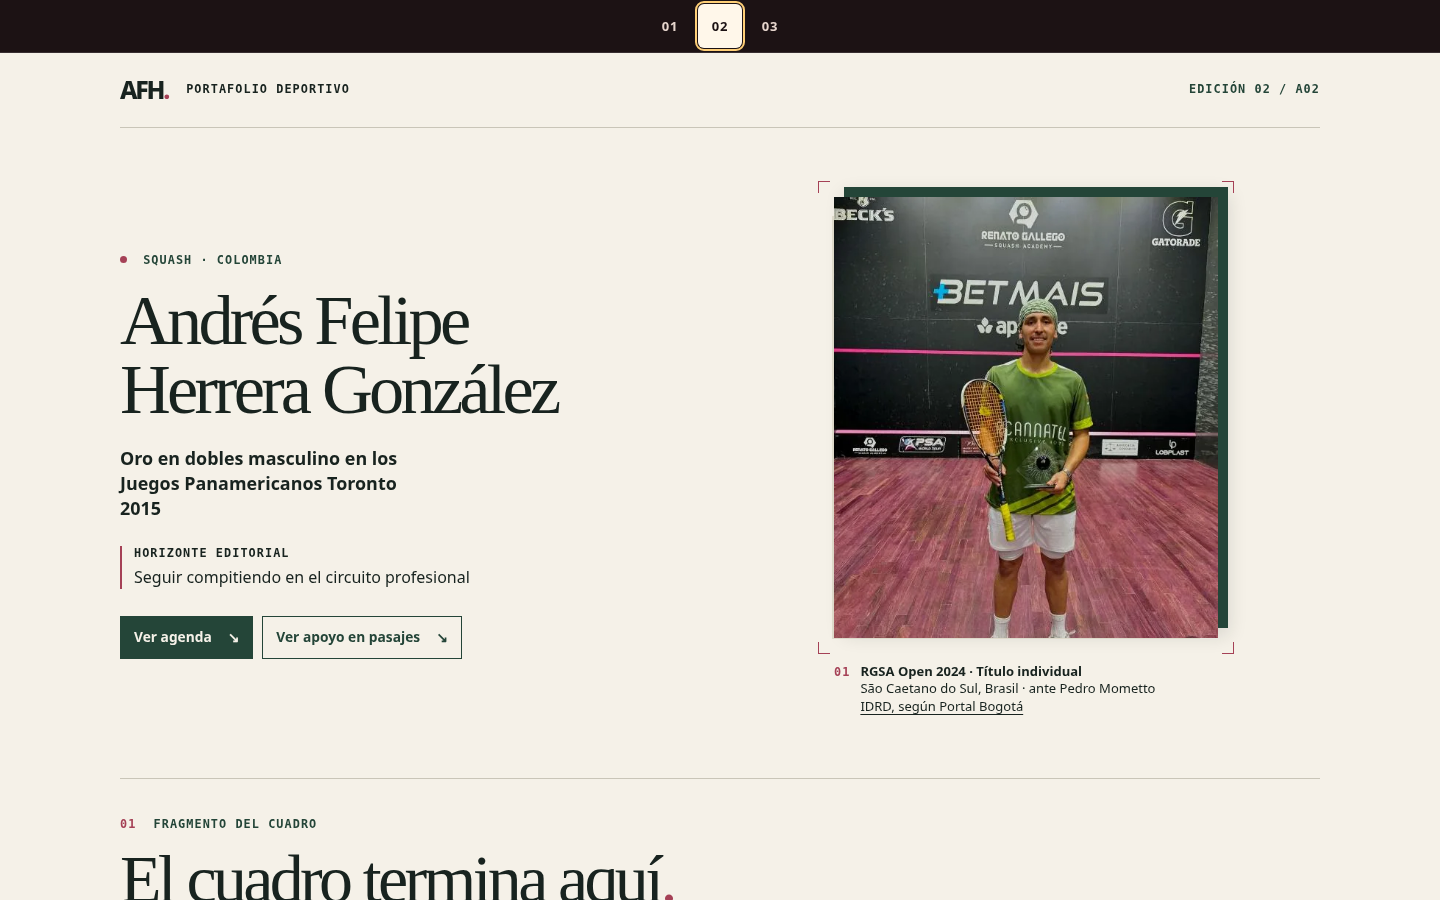 01 02 03
AFH. PORTAFOLIO DEPORTIVO
EDICIÓN 02 / A02
SQUASH · COLOMBIA
Andrés Felipe
Herrera González
Oro en dobles masculino en los
Juegos Panamericanos Toronto
2015
HORIZONTE EDITORIAL
Seguir compitiendo en el circuito profesional
Ver agenda ↘
Ver apoyo en pasajes ↘
BECK'S
RENATO GALLEGO
SQUASH ACADEMY
GATORADE
BETMAIS
CANNATEL
RENATO GALLEGO
PSA
LOBPLAST
01 RGSA Open 2024 · Título individual
São Caetano do Sul, Brasil · ante Pedro Mometto
IDRD, según Portal Bogotá
01 FRAGMENTO DEL CUADRO
El cuadro termina aquí.